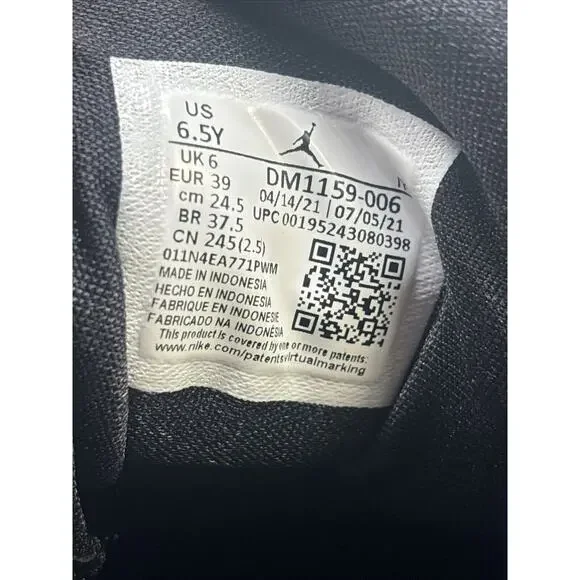 US
6.5Y
UK 6
EUR 39
cm 24.5
BR 37.5
CN 245 (2.5)
011N4EA771PWM
DM1159-006
04/14/21 | 07/05/21
UPC 00195243080398
MADE IN INDONESIA
HECHO EN INDONESIA
FABRIQUE EN INDONESIE
FABRICADO NA INDONÉSIA
This product is covered by one or more patents:
www.nike.com/patentsvirtualmarking